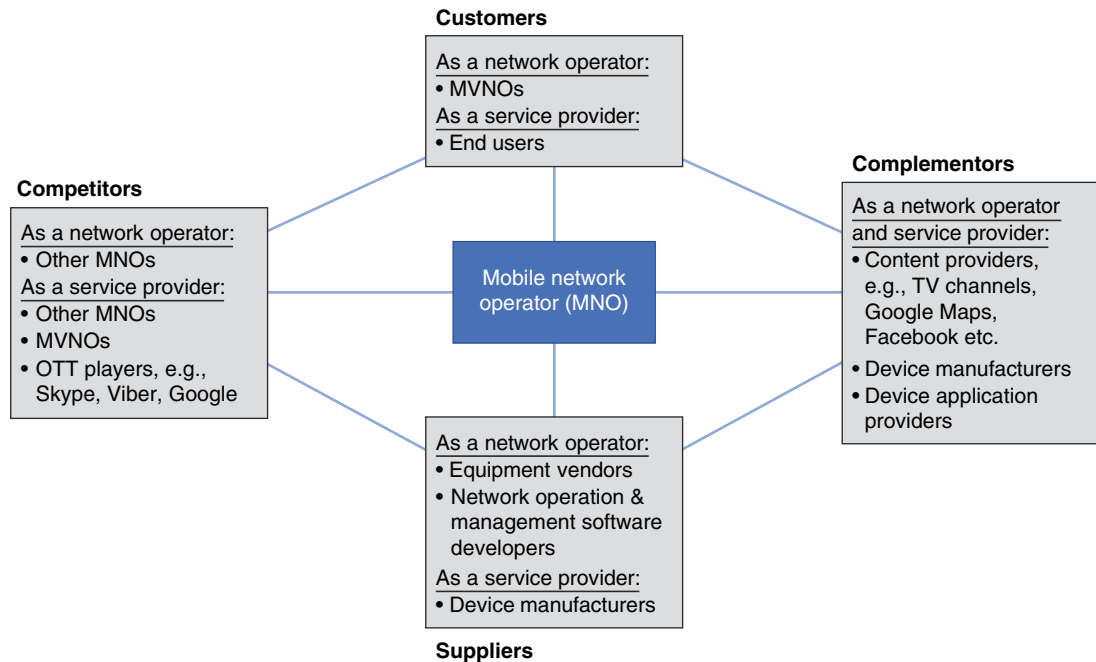 Customers
As a network operator:
• MVNOs
As a service provider:
• End users
Competitors
As a network operator:
• Other MNOs
As a service provider:
• Other MNOs
• MVNOs
• OTT players, e.g.,
Skype, Viber, Google
Mobile network
operator (MNO)
Complementors
As a network operator
and service provider:
• Content providers,
e.g., TV channels,
Google Maps,
Facebook etc.
• Device manufacturers
• Device application
providers
As a network operator:
• Equipment vendors
• Network operation &
management software
developers
As a service provider:
• Device manufacturers
Suppliers